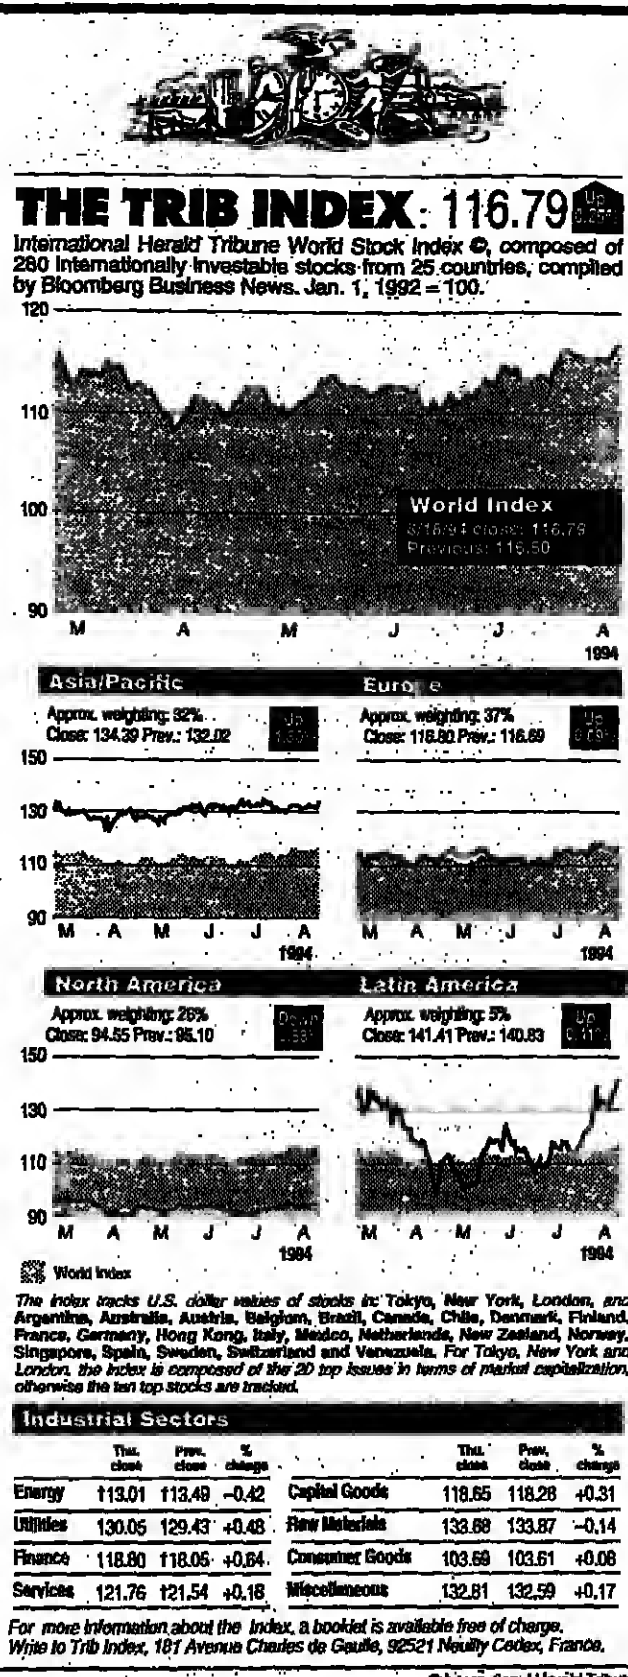 THE TRIB INDEX: 116.79
Up
International Herald Tribune World Stock Index ©, composed of
280 internationally investable stocks from 25 countries, compiled
by Bloomberg Business News. Jan. 1, 1992 = 100.
120
110
100
90
World Index
close: 116.79
Previous: 116.50
M A M J J A
1994
Asia/Pacific
Approx. weighting: 32%
Close: 134.39 Prev.: 132.02
Up
Europe
Approx. weighting: 37%
Close: 116.80 Prev.: 116.69
Up
150
130
110
90
M A M J J A
1994
M A M J J A
1994
North America
Approx. weighting: 26%
Close: 94.55 Prev.: 95.10
Down
Latin America
Approx. weighting: 5%
Close: 141.41 Prev.: 140.83
Up
150
130
110
90
M A M J J A
1994
M A M J J A
1994
World Index
The index tracks U.S. dollar values of stocks in: Tokyo, New York, London, and
Argentina, Australia, Austria, Belgium, Brazil, Canada, Chile, Denmark, Finland,
France, Germany, Hong Kong, Italy, Mexico, Netherlands, New Zealand, Norway,
Singapore, Spain, Sweden, Switzerland and Venezuela. For Tokyo, New York and
London, the index is composed of the 20 top issues in terms of market capitalization,
otherwise the ten top stocks are tracked.
Industrial Sectors
Thu. close Prev. close % change Thu. close Prev. close % change
Energy 113.01 113.49 –0.42 Capital Goods 118.65 118.28 +0.31
Utilities 130.05 129.43 +0.48 Raw Materials 133.68 133.87 –0.14
Finance 118.80 118.05 +0.64 Consumer Goods 103.69 103.61 +0.08
Services 121.76 121.54 +0.18 Miscellaneous 132.81 132.59 +0.17
For more information about the Index, a booklet is available free of charge.
Write to Trib Index, 181 Avenue Charles de Gaulle, 92521 Neuilly Cedex, France.